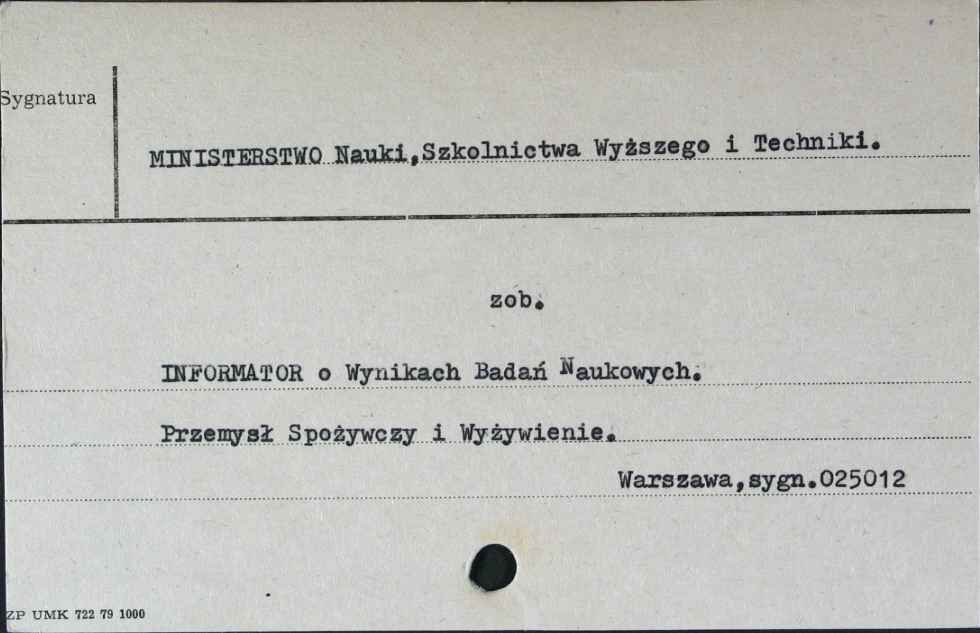 Sygnatura
MINISTERSTWO Nauki,Szkolnictwa Wyższego i Techniki.
zob.
INFORMATOR o Wynikach Badań Naukowych.
Przemysł Spożywczy i Wyżywienie.
Warszawa,sygn.025012
ZP UMK 722 79 1000